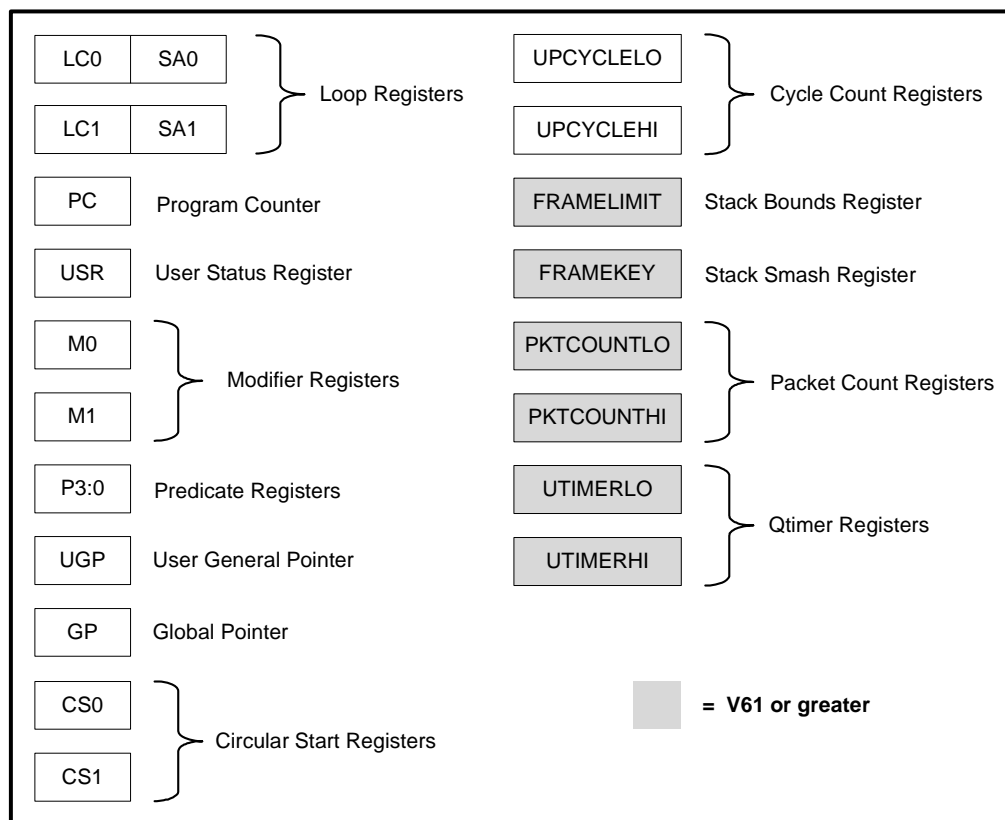 LC0 SA0
Loop Registers
LC1 SA1
PC Program Counter
USR User Status Register
M0
Modifier Registers
M1
P3:0 Predicate Registers
UGP User General Pointer
GP Global Pointer
CS0
Circular Start Registers
CS1
UPCYCLELO
Cycle Count Registers
UPCYCLEHI
FRAMELIMIT Stack Bounds Register
FRAMEKEY Stack Smash Register
PKTCOUNTLO
Packet Count Registers
PKTCOUNTHI
UTIMERLO
Qtimer Registers
UTIMERHI
= V61 or greater